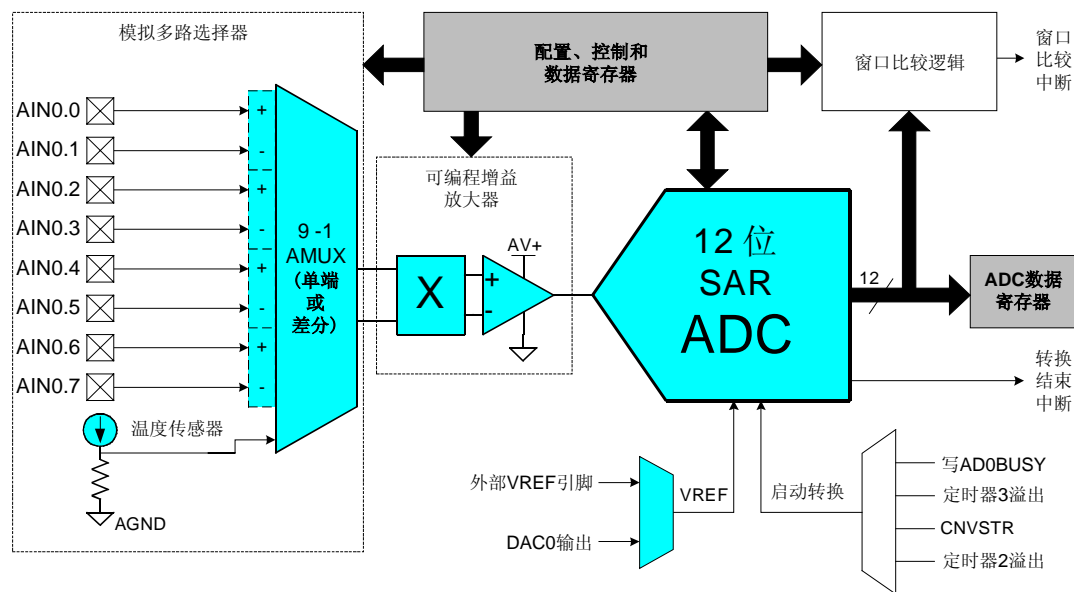 模拟多路选择器
配置、控制和
数据寄存器
窗口比较逻辑
窗口
比较
中断
AIN0.0
+
AIN0.1
-
AIN0.2
+
AIN0.3
-
AIN0.4
+
AIN0.5
-
AIN0.6
+
AIN0.7
-
9 -1
AMUX
(单端
或
差分)
温度传感器
AGND
可编程增益
放大器
X
AV+
+
-
12 位
SAR
ADC
12
ADC数据
寄存器
转换
结束
中断
外部VREF引脚
DAC0输出
VREF
启动转换
写AD0BUSY
定时器3溢出
CNVSTR
定时器2溢出